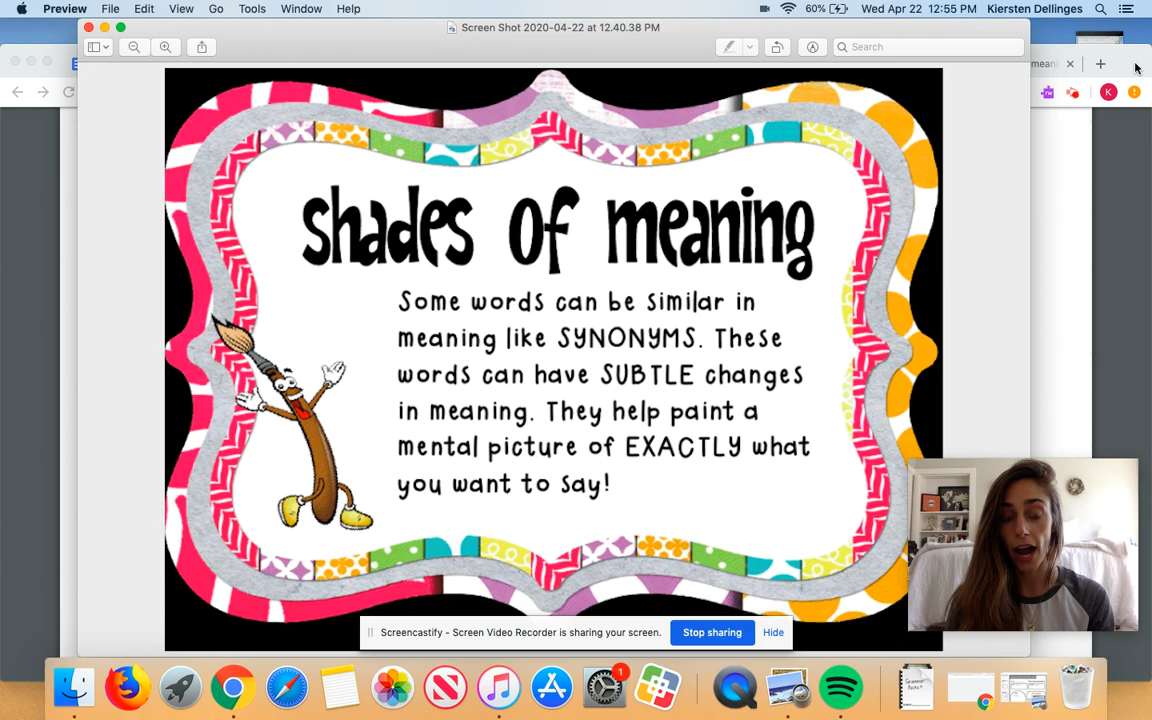 Preview File Edit View Go Tools Window Help 60% Wed Apr 22 12:55 PM Kiersten Dellinges
Screen Shot 2020-04-22 at 12.40.38 PM
Search
K
shades of meaning
Some words can be similar in
meaning like SYNONYMS. These
words can have SUBTLE changes
in meaning. They help paint a
mental picture of EXACTLY what
you want to say!
Screencastify - Screen Video Recorder is sharing your screen. Stop sharing Hide
1